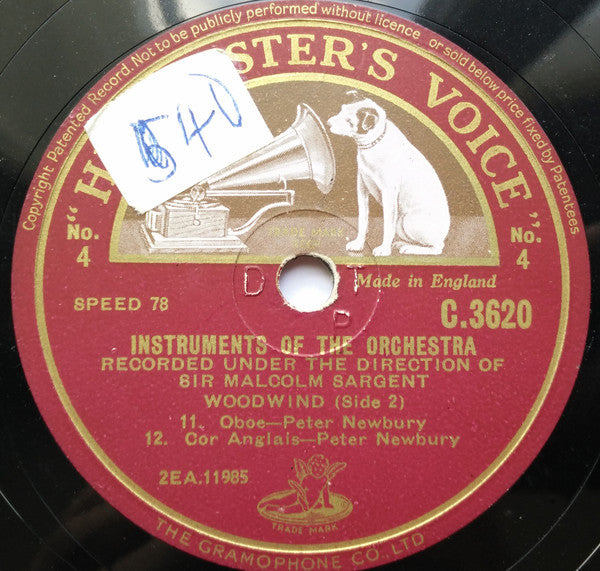 Copyright Patented Record. Not to be publicly performed without licence or sold below price fixed by Patentees
"H STER'S VOICE"
540
No. 4
No. 4
TRADE MARK
D T
P
Made in England
SPEED 78
C.3620
INSTRUMENTS OF THE ORCHESTRA
RECORDED UNDER THE DIRECTION OF
SIR MALCOLM SARGENT
WOODWIND (Side 2)
11. Oboe—Peter Newbury
12. Cor Anglais—Peter Newbury
2EA.11985
TRADE MARK
THE GRAMOPHONE CO., LTD